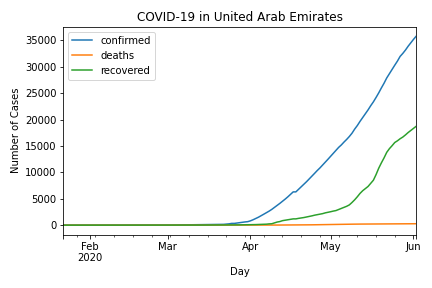 COVID-19 in United Arab Emirates
confirmed
deaths
recovered
35000
30000
25000
20000
15000
10000
5000
0
Number of Cases
Feb
2020
Mar
Apr
May
Jun
Day